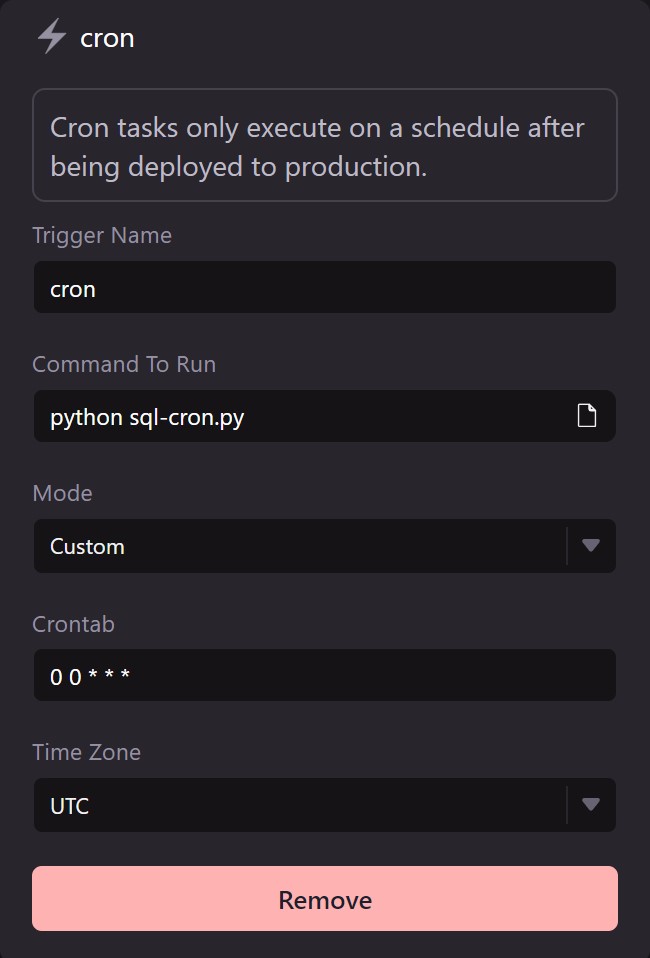 cron
Cron tasks only execute on a schedule after
being deployed to production.
Trigger Name
cron
Command To Run
python sql-cron.py
Mode
Custom
Crontab
0 0 * * *
Time Zone
UTC
Remove